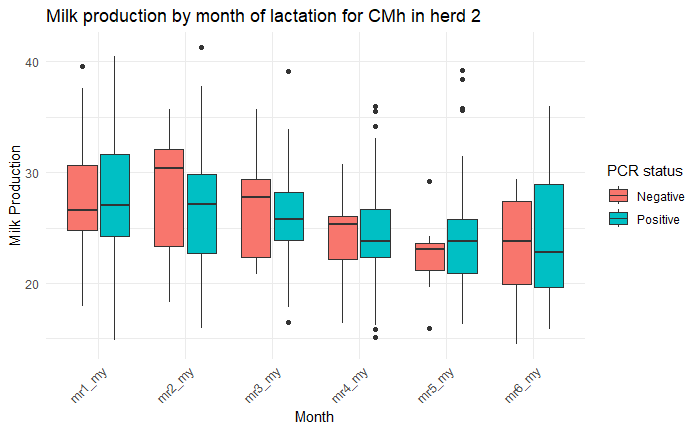 Milk production by month of lactation for CMh in herd 2
Milk Production
40
30
20
mr1_my
mr2_my
mr3_my
mr4_my
mr5_my
mr6_my
Month
PCR status
Negative
Positive